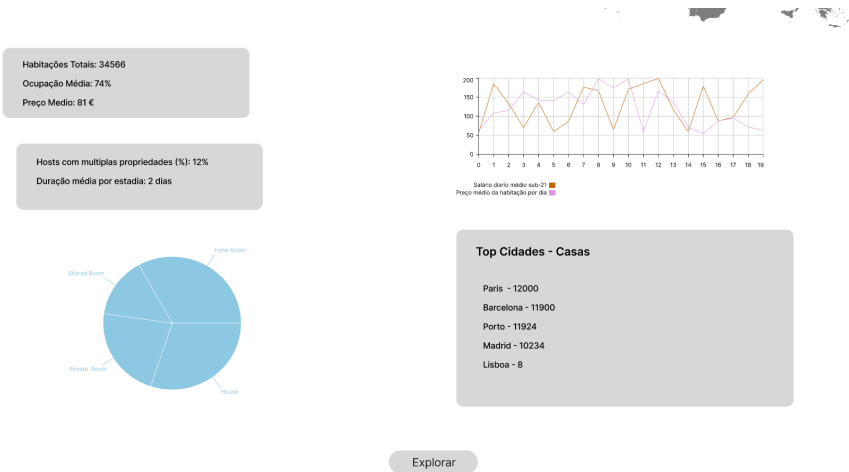 Habitações Totais: 34566
Ocupação Média: 74%
Preço Medio: 81 €
Hosts com multiplas propriedades (%): 12%
Duração média por estadia: 2 dias
Hotel Room
Shared Room
Private Room
House
200
150
100
50
0
0 1 2 3 4 5 6 7 8 9 10 11 12 13 14 15 16 17 18 19
Salário diario médio sub-21
Preço médio da habitação por dia
Top Cidades - Casas
Paris - 12000
Barcelona - 11900
Porto - 11924
Madrid - 10234
Lisboa - 8
Explorar